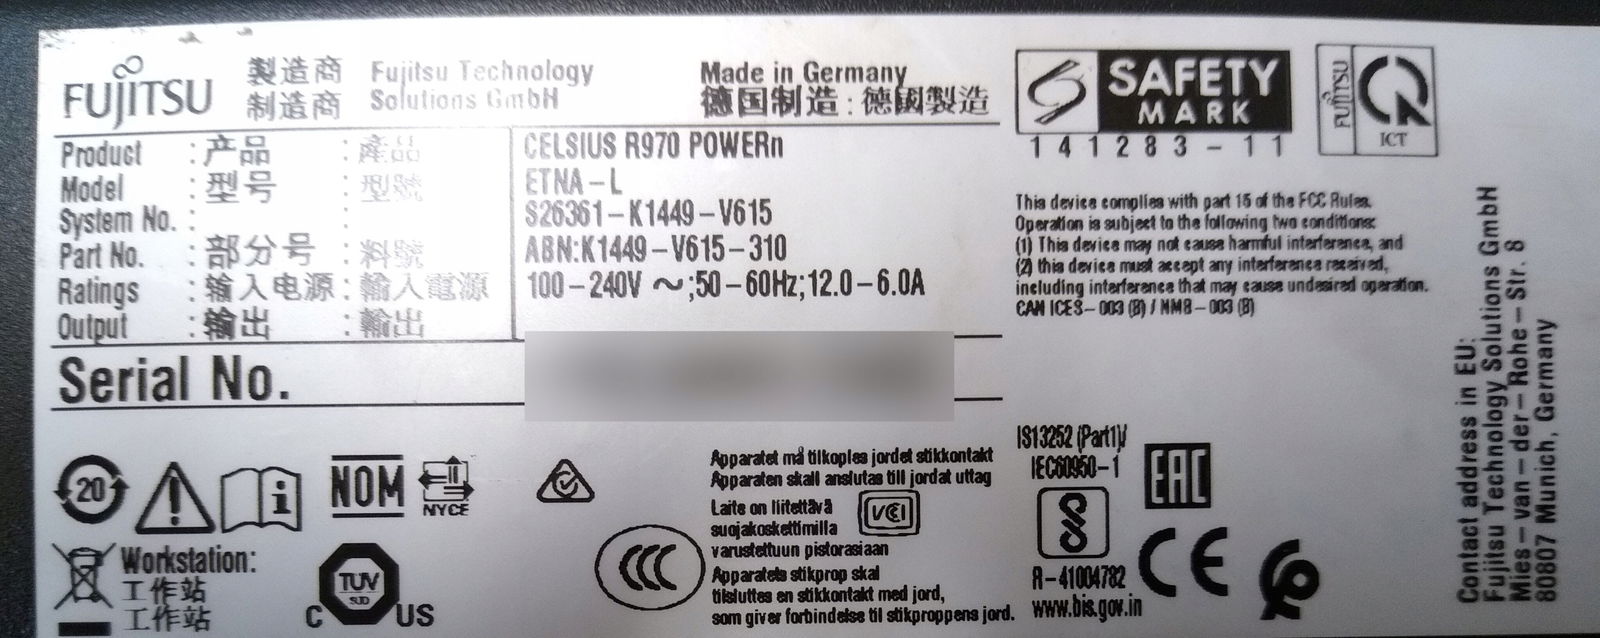 FUJITSU
製造商 Fujitsu Technology
制造商 Solutions GmbH
Made in Germany
德国制造 : 德國製造
Product : 产品 : 產品 CELSIUS R970 POWERn
Model : 型号 : 型號 ETNA-L
System No. : : S26361-K1449-V615
Part No. : 部分号 : 料號 ABN:K1449-V615-310
Ratings : 输入电源 : 輸入電源 100-240V ~;50-60Hz;12.0-6.0A
Output : 输出 : 輸出
Serial No.
SAFETY
MARK
141283-11
FUJITSU
ICT
This device complies with part 15 of the FCC Rules.
Operation is subject to the following two conditions:
(1) This device may not cause harmful interference, and
(2) this device must accept any interference received,
including interference that may cause undesired operation.
CAN ICES-003 (B) / NMB-003 (B)
Contact address in EU:
Fujitsu Technology Solutions GmbH
Mies-van-der-Rohe-Str. 8
80807 Munich, Germany
20
i
NOM
NYCE
Workstation:
工作站
工作站
TUV
SUD
C US
CCC
Apparatet må tilkoples jordet stikkontakt
Apparaten skall anslutas till jordat uttag
Laite on liitettävä
suojakoskettimilla
varustettuun pistorasiaan
Apparatets stikprop skal
tilsluttes en stikkontakt med jord,
som giver forbindelse til stikproppens jord.
VCCI
IS13252 (Part1)/
IEC60950-1
R-41004782
www.bis.gov.in
EAC
CE